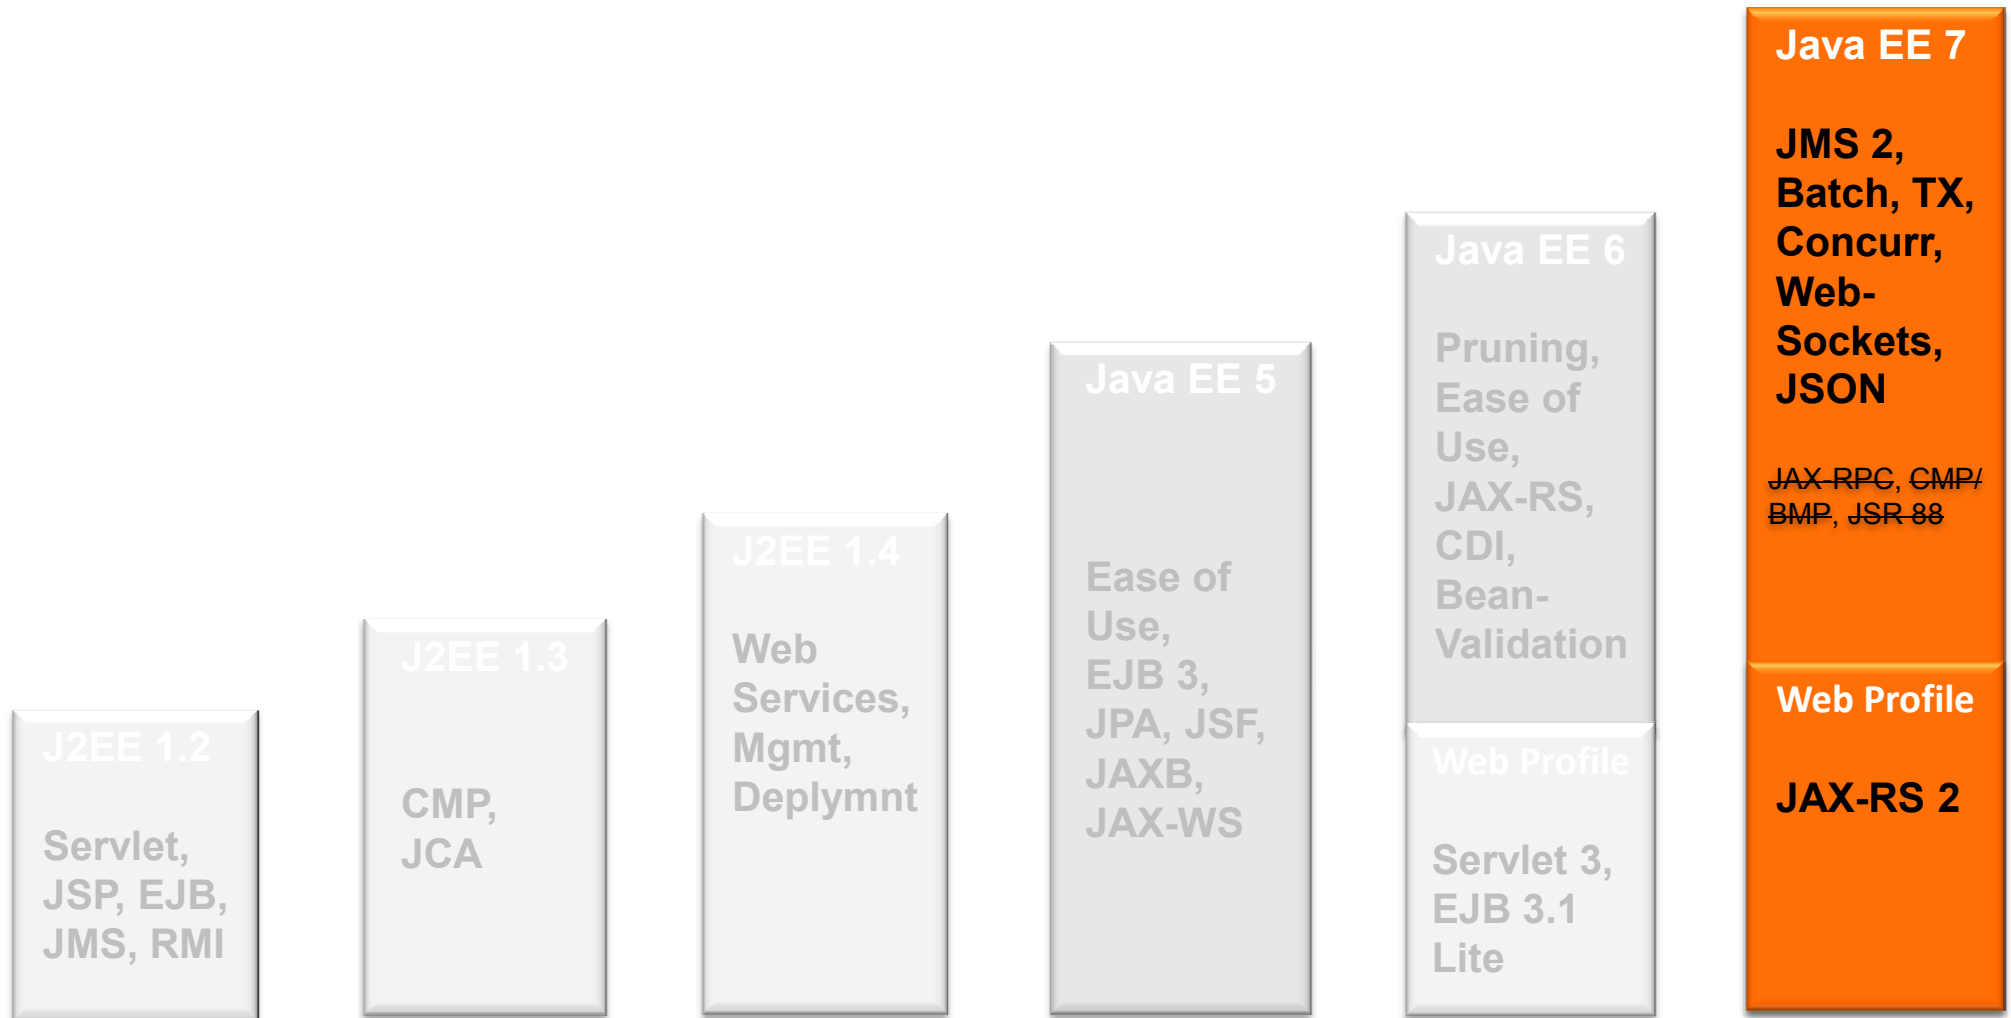 J2EE 1.2
Servlet,
JSP, EJB,
JMS, RMI
J2EE 1.3
CMP,
JCA
J2EE 1.4
Web
Services,
Mgmt,
Deplymnt
Java EE 5
Ease of
Use,
EJB 3,
JPA, JSF,
JAXB,
JAX-WS
Java EE 6
Pruning,
Ease of
Use,
JAX-RS,
CDI,
Bean-
Validation
Web Profile
Servlet 3,
EJB 3.1
Lite
Java EE 7
JMS 2,
Batch, TX,
Concurr,
Web-
Sockets,
JSON
JAX-RPC, CMP/
BMP, JSR 88
Web Profile
JAX-RS 2